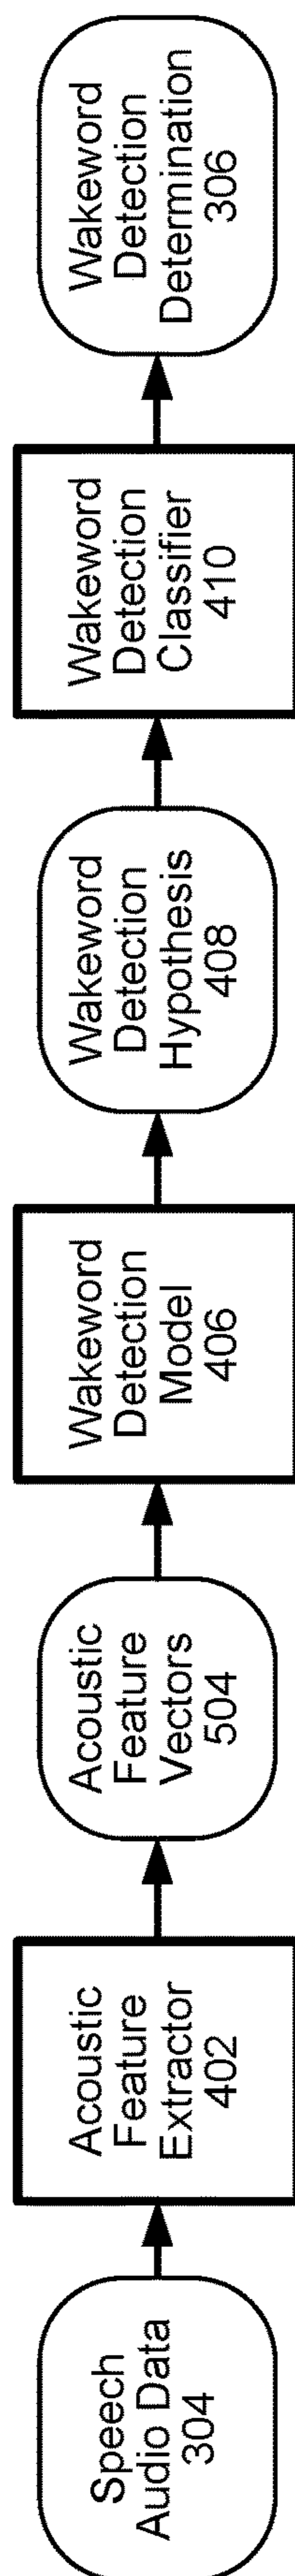 Speech
Audio Data
304
Acoustic
Feature
Extractor
402
Acoustic
Feature
Vectors
504
Wakeword
Detection
Model
406
Wakeword
Detection
Hypothesis
408
Wakeword
Detection
Classifier
410
Wakeword
Detection
Determination
306